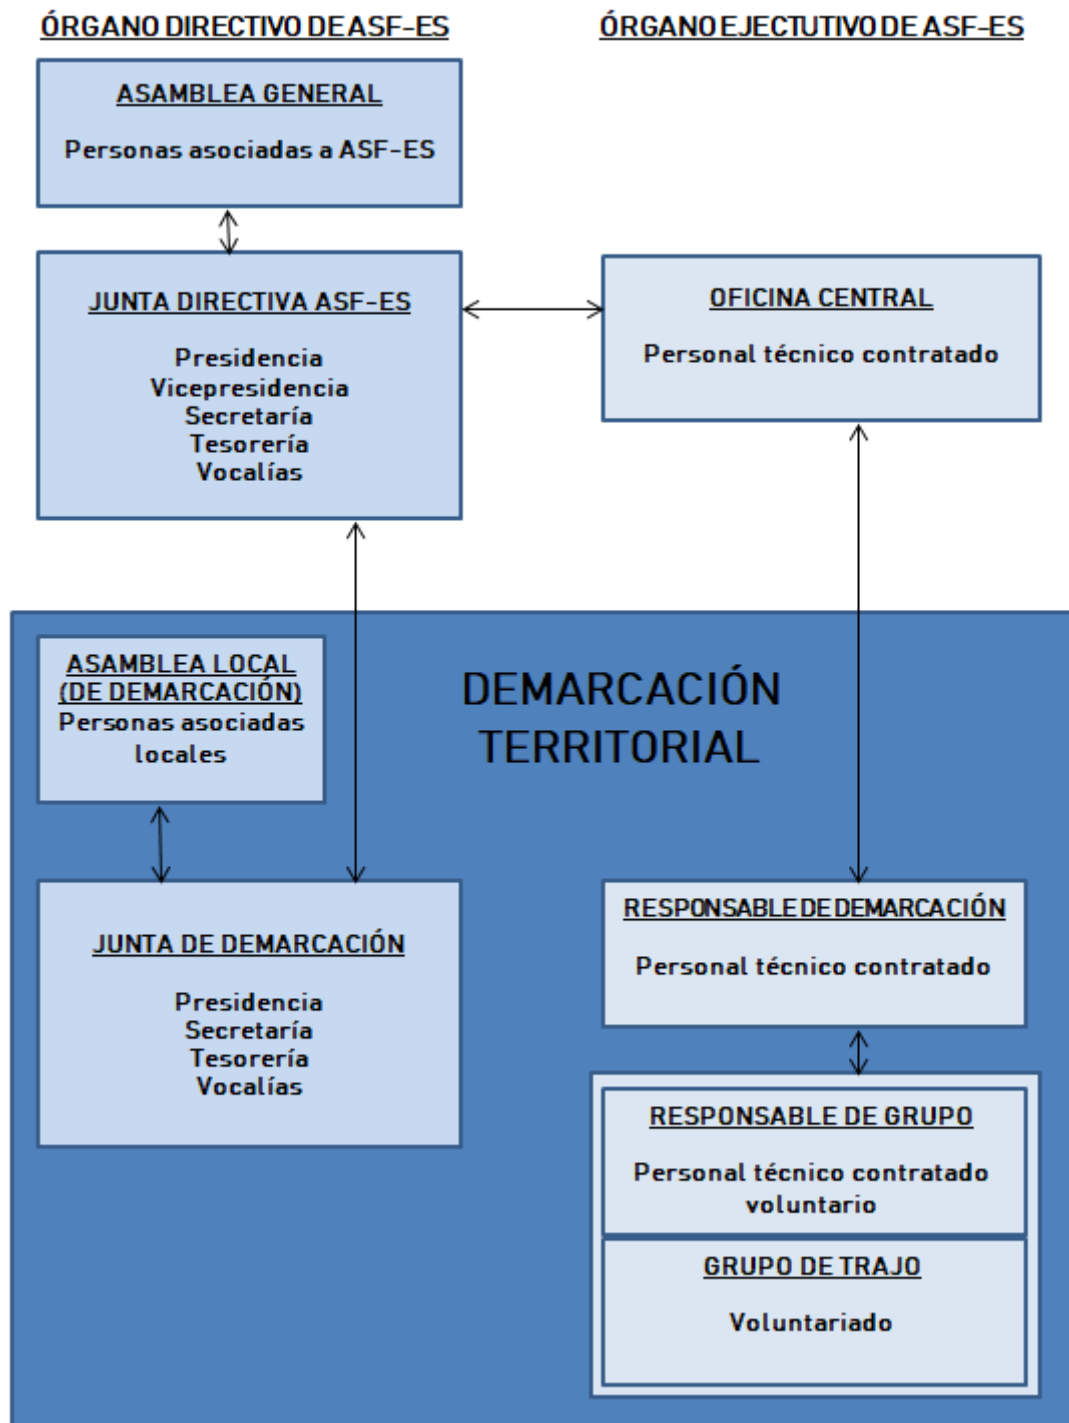 ÓRGANO DIRECTIVO DE ASF-ES
ÓRGANO EJECTUTIVO DE ASF-ES
ASAMBLEA GENERAL
Personas asociadas a ASF-ES
JUNTA DIRECTIVA ASF-ES
Presidencia
Vicepresidencia
Secretaría
Tesorería
Vocalías
OFICINA CENTRAL
Personal técnico contratado
DEMARCACIÓN
TERRITORIAL
ASAMBLEA LOCAL
(DE DEMARCACIÓN)
Personas asociadas
locales
JUNTA DE DEMARCACIÓN
Presidencia
Secretaría
Tesorería
Vocalías
RESPONSABLE DE DEMARCACIÓN
Personal técnico contratado
RESPONSABLE DE GRUPO
Personal técnico contratado
voluntario
GRUPO DE TRAJO
Voluntariado